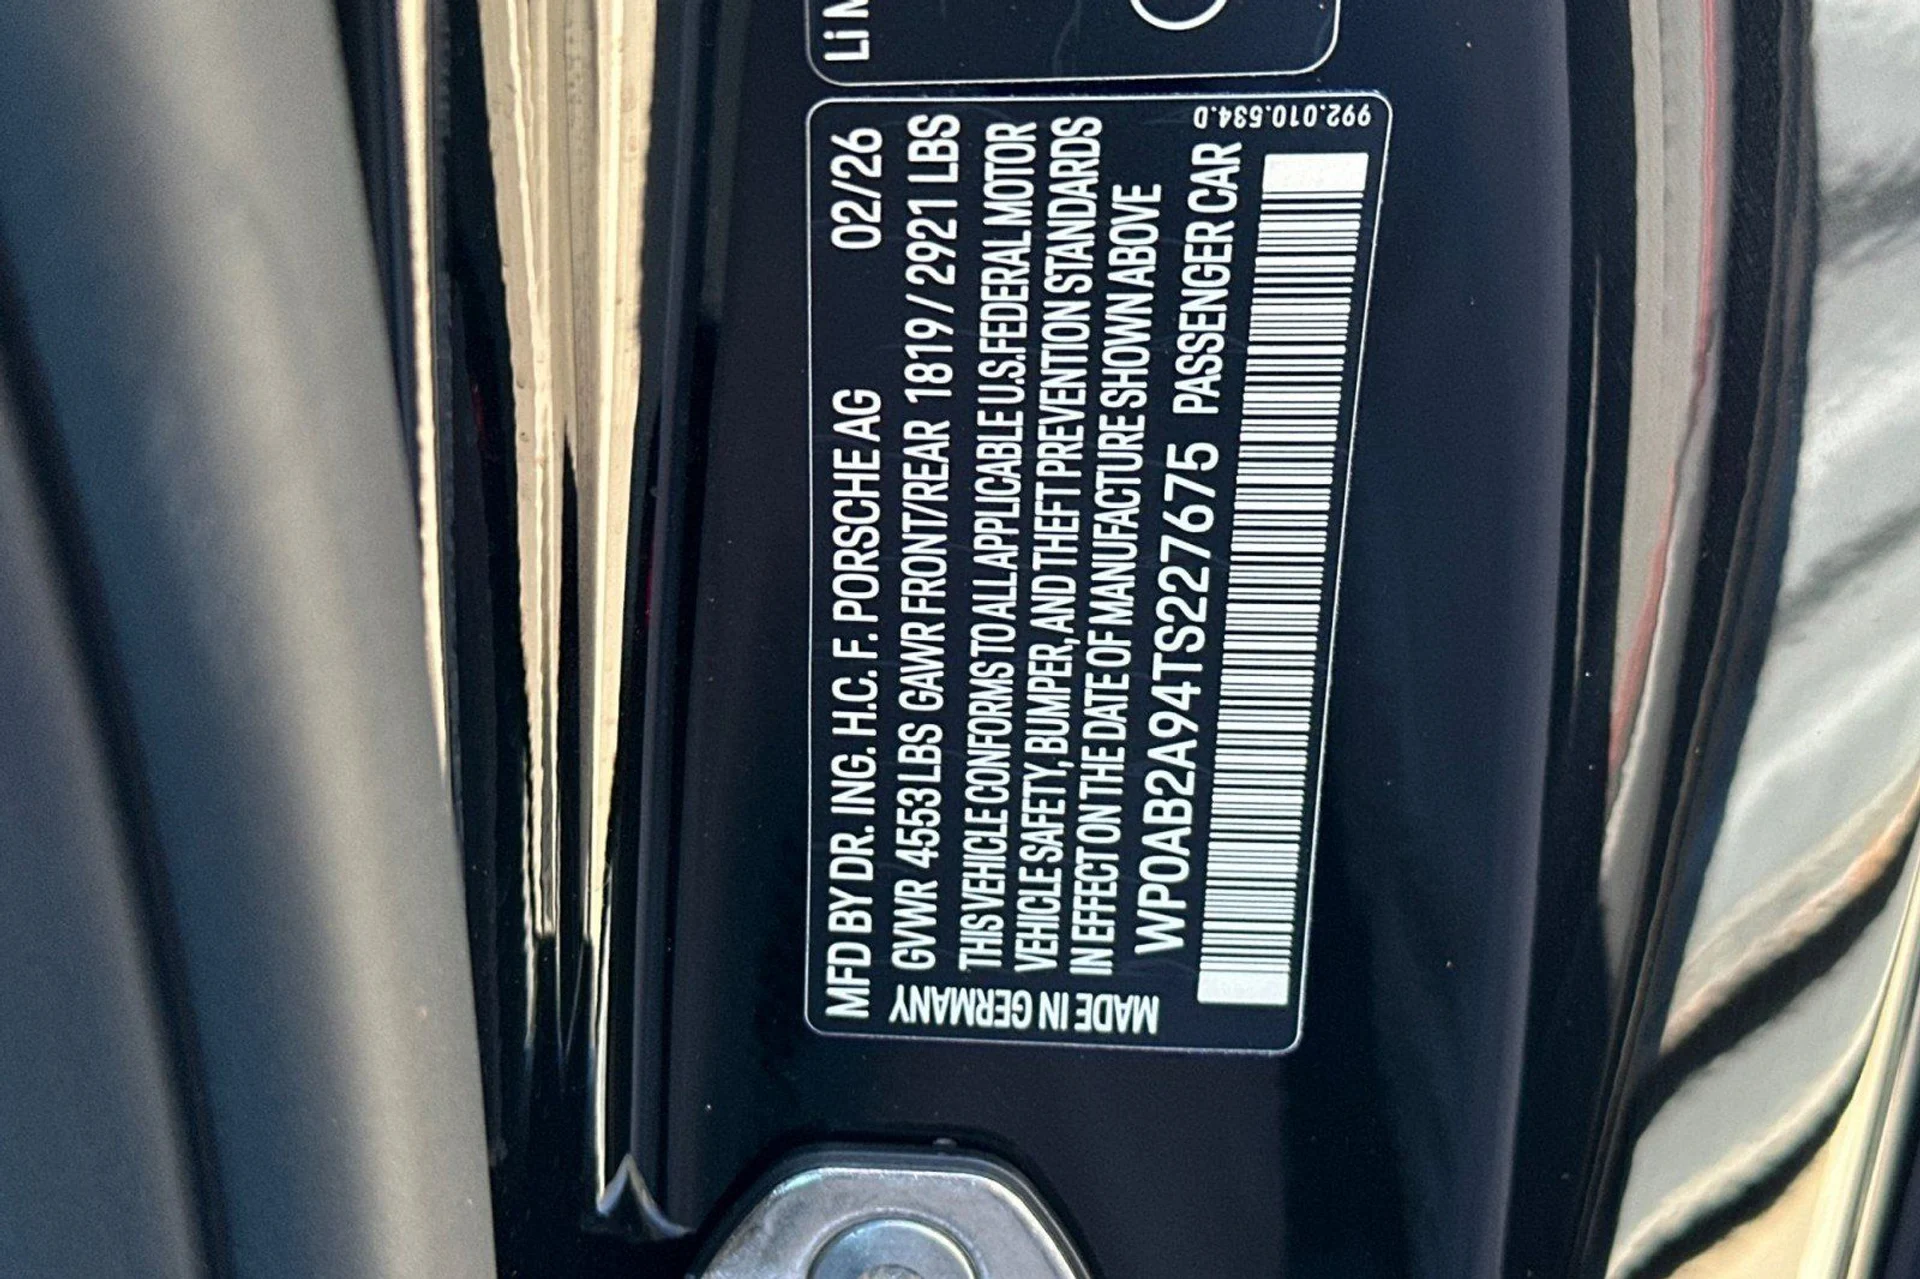 Li M
992.010.534.D
MFD BY DR. ING. H.C. F. PORSCHE AG 02/26
GVWR 4553 LBS GAWR FRONT/REAR 1819 / 2921 LBS
THIS VEHICLE CONFORMS TO ALL APPLICABLE U.S. FEDERAL MOTOR
VEHICLE SAFETY, BUMPER, AND THEFT PREVENTION STANDARDS
IN EFFECT ON THE DATE OF MANUFACTURE SHOWN ABOVE
WP0AB2A94TS227675 PASSENGER CAR
MADE IN GERMANY